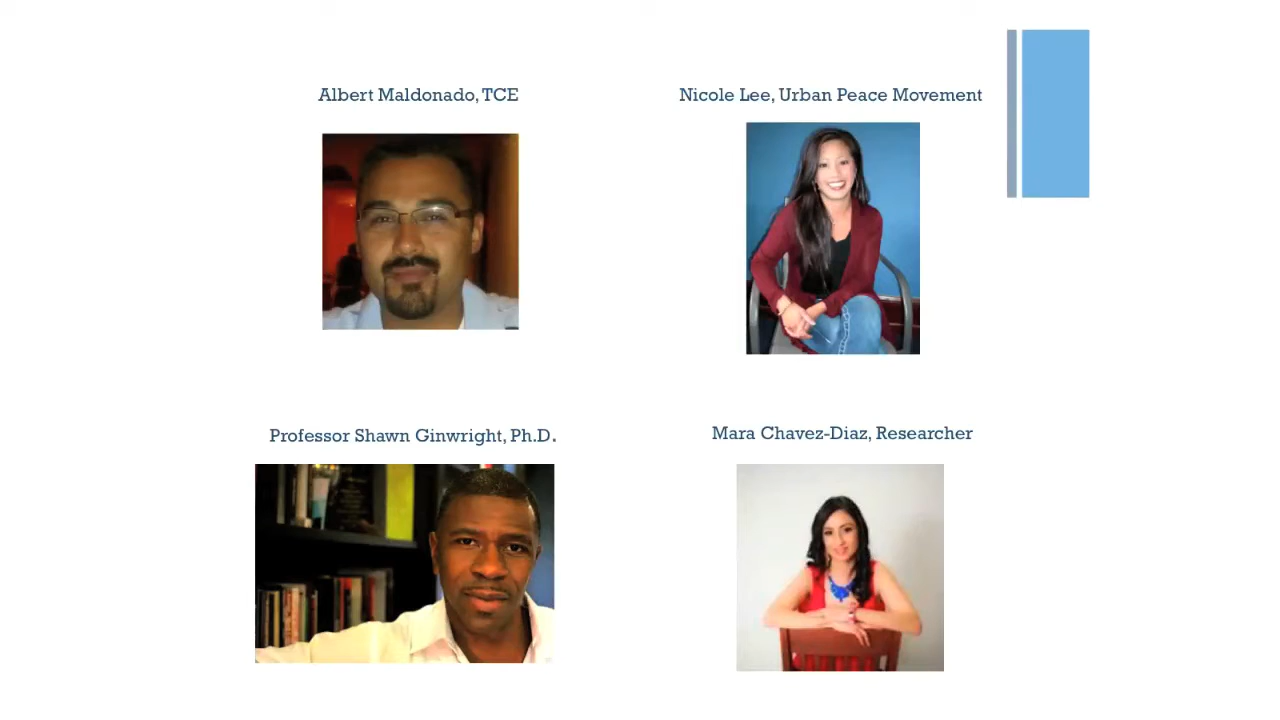 Albert Maldonado, TCE
Nicole Lee, Urban Peace Movement
Professor Shawn Ginwright, Ph.D.
Mara Chavez-Diaz, Researcher